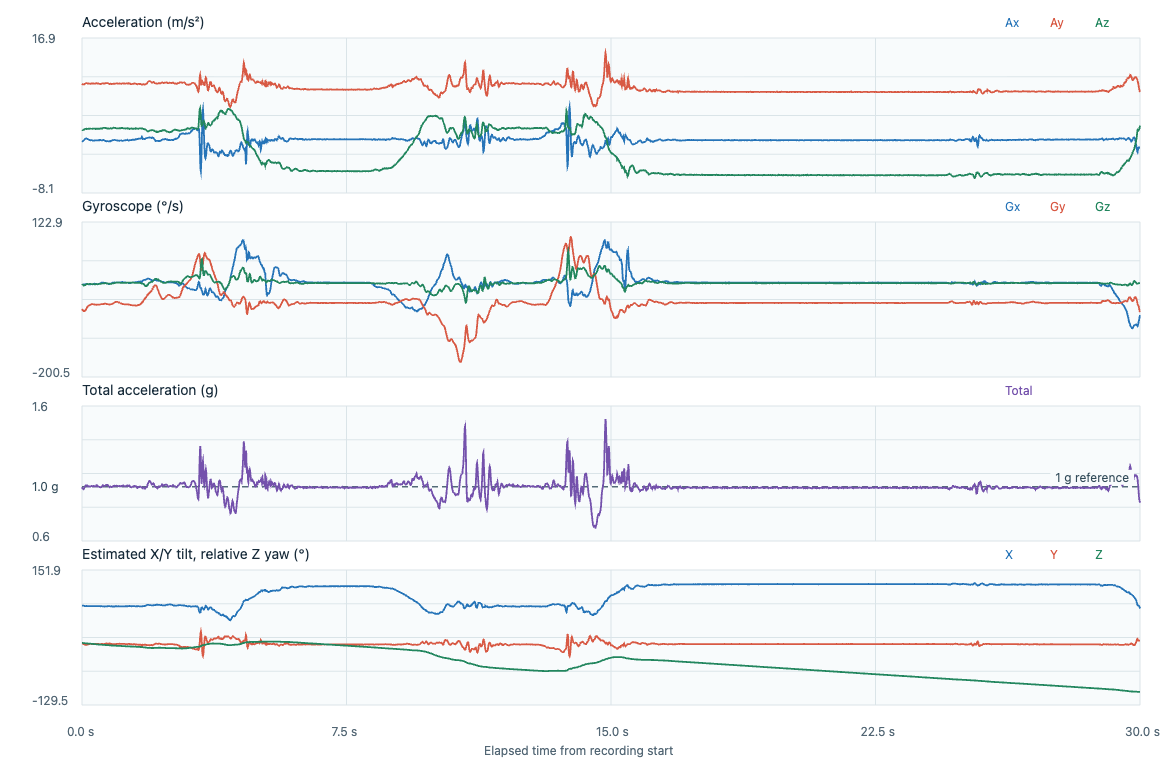 Acceleration (m/s²) Ax Ay Az
16.9
-8.1
Gyroscope (°/s) Gx Gy Gz
122.9
-200.5
Total acceleration (g) Total
1.6
1.0 g
1 g reference
0.6
Estimated X/Y tilt, relative Z yaw (°) X Y Z
151.9
-129.5
0.0 s 7.5 s 15.0 s 22.5 s 30.0 s
Elapsed time from recording start